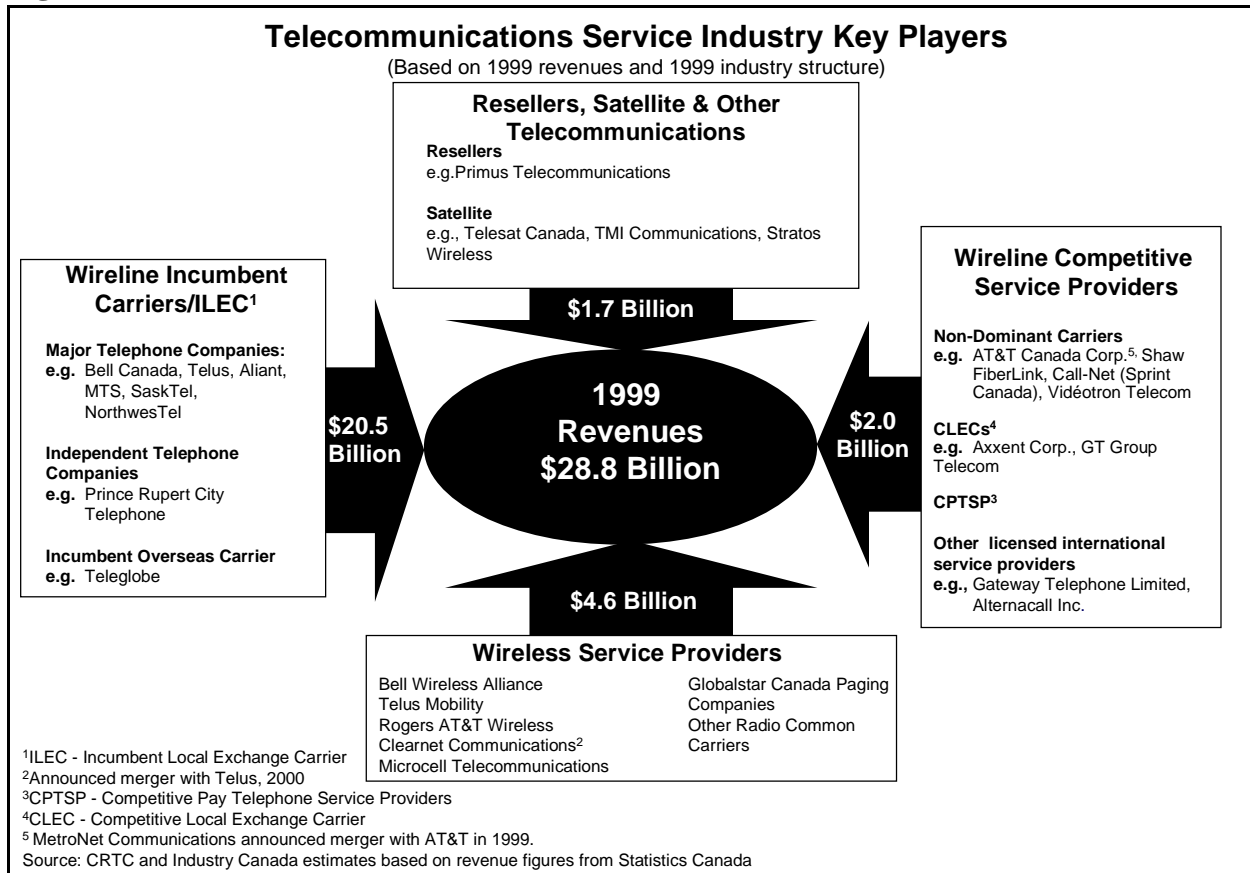 Telecommunications Service Industry Key Players
(Based on 1999 revenues and 1999 industry structure)
Resellers, Satellite & Other
Telecommunications
Resellers
e.g.Primus Telecommunications
Satellite
e.g., Telesat Canada, TMI Communications, Stratos
Wireless
$1.7 Billion
Wireline Incumbent
Carriers/ILEC¹
Major Telephone Companies:
e.g. Bell Canada, Telus, Aliant,
MTS, SaskTel,
NorthwesTel
Independent Telephone
Companies
e.g. Prince Rupert City
Telephone
Incumbent Overseas Carrier
e.g. Teleglobe
$20.5
Billion
1999
Revenues
$28.8 Billion
$2.0
Billion
Wireline Competitive
Service Providers
Non-Dominant Carriers
e.g. AT&T Canada Corp.⁵, Shaw
FiberLink, Call-Net (Sprint
Canada), Vidéotron Telecom
CLECs⁴
e.g. Axxent Corp., GT Group
Telecom
CPTSP³
Other licensed international
service providers
e.g., Gateway Telephone Limited,
Alternacall Inc.
$4.6 Billion
Wireless Service Providers
Bell Wireless Alliance
Telus Mobility
Rogers AT&T Wireless
Clearnet Communications²
Microcell Telecommunications
Globalstar Canada Paging
Companies
Other Radio Common
Carriers
¹ILEC - Incumbent Local Exchange Carrier
²Announced merger with Telus, 2000
³CPTSP - Competitive Pay Telephone Service Providers
⁴CLEC - Competitive Local Exchange Carrier
⁵ MetroNet Communications announced merger with AT&T in 1999.
Source: CRTC and Industry Canada estimates based on revenue figures from Statistics Canada